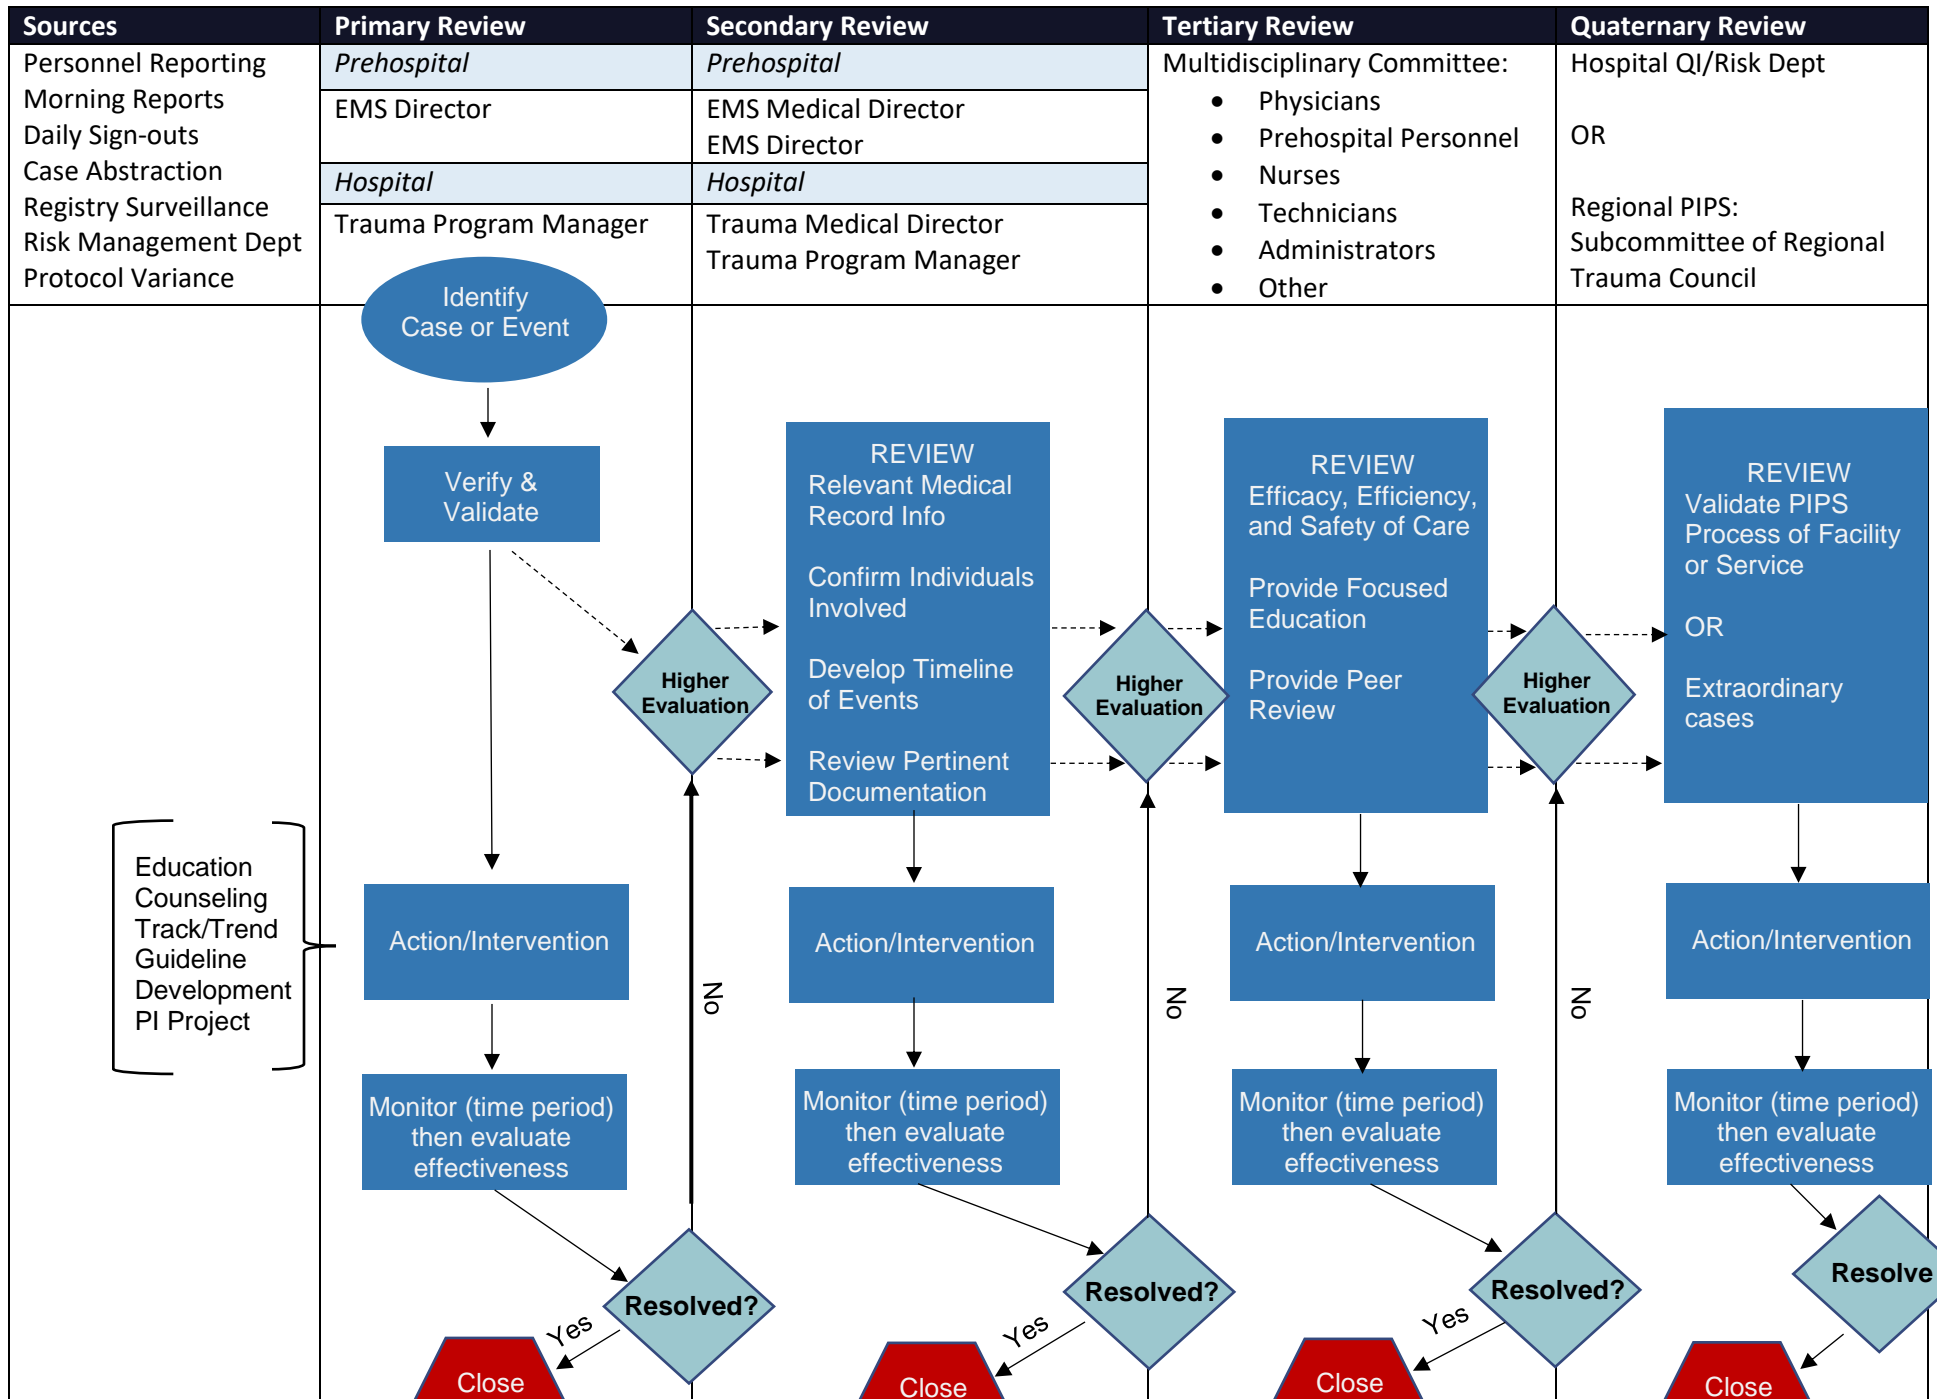 Sources
Primary Review
Secondary Review
Tertiary Review
Quaternary Review
Personnel Reporting
Morning Reports
Daily Sign-outs
Case Abstraction
Registry Surveillance
Risk Management Dept
Protocol Variance
Prehospital
EMS Director
Hospital
Trauma Program Manager
Prehospital
EMS Medical Director
EMS Director
Hospital
Trauma Medical Director
Trauma Program Manager
Multidisciplinary Committee:
• Physicians
• Prehospital Personnel
• Nurses
• Technicians
• Administrators
• Other
Hospital QI/Risk Dept
OR
Regional PIPS:
Subcommittee of Regional
Trauma Council
Identify
Case or Event
Verify &
Validate
Higher
Evaluation
REVIEW
Relevant Medical
Record Info
Confirm Individuals
Involved
Develop Timeline
of Events
Review Pertinent
Documentation
Higher
Evaluation
REVIEW
Efficacy, Efficiency,
and Safety of Care
Provide Focused
Education
Provide Peer
Review
Higher
Evaluation
REVIEW
Validate PIPS
Process of Facility
or Service
OR
Extraordinary
cases
Education
Counseling
Track/Trend
Guideline
Development
PI Project
Action/Intervention
No
Action/Intervention
No
Action/Intervention
No
Action/Intervention
Monitor (time period)
then evaluate
effectiveness
Monitor (time period)
then evaluate
effectiveness
Monitor (time period)
then evaluate
effectiveness
Monitor (time period)
then evaluate
effectiveness
Resolved?
Resolved?
Resolved?
Resolve
Yes
Yes
Yes
Close
Close
Close
Close